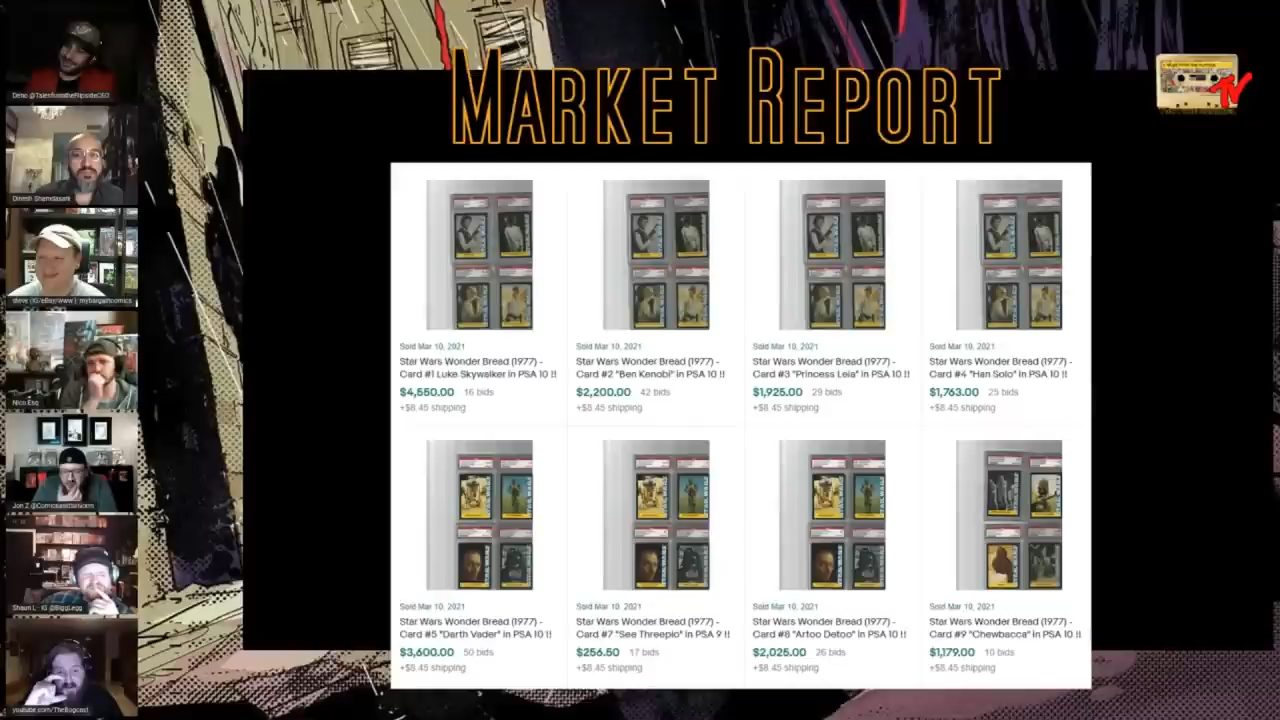 MARKET REPORT
TV
Dinesh Shamdasani
Nico Esq
youtube.com/TheBogcast
Sold Mar 10, 2021
Star Wars Wonder Bread (1977) -
Card #1 Luke Skywalker in PSA 10 !!
$4,550.00 16 bids
+$8.45 shipping
Sold Mar 10, 2021
Star Wars Wonder Bread (1977) -
Card #2 "Ben Kenobi" in PSA 10 !!
$2,200.00 42 bids
+$8.45 shipping
Sold Mar 10, 2021
Star Wars Wonder Bread (1977) -
Card #3 "Princess Leia" in PSA 10 !!
$1,925.00 29 bids
+$8.45 shipping
Sold Mar 10, 2021
Star Wars Wonder Bread (1977) -
Card #4 "Han Solo" in PSA 10 !!
$1,763.00 25 bids
+$8.45 shipping
Sold Mar 10, 2021
Star Wars Wonder Bread (1977) -
Card #5 "Darth Vader" in PSA 10 !!
$3,600.00 50 bids
+$8.45 shipping
Sold Mar 10, 2021
Star Wars Wonder Bread (1977) -
Card #7 "See Threepio" in PSA 9 !!
$256.50 17 bids
+$8.45 shipping
Sold Mar 10, 2021
Star Wars Wonder Bread (1977) -
Card #8 "Artoo Detoo" in PSA 10 !!
$2,025.00 26 bids
+$8.45 shipping
Sold Mar 10, 2021
Star Wars Wonder Bread (1977) -
Card #9 "Chewbacca" in PSA 10 !!
$1,179.00 10 bids
+$8.45 shipping